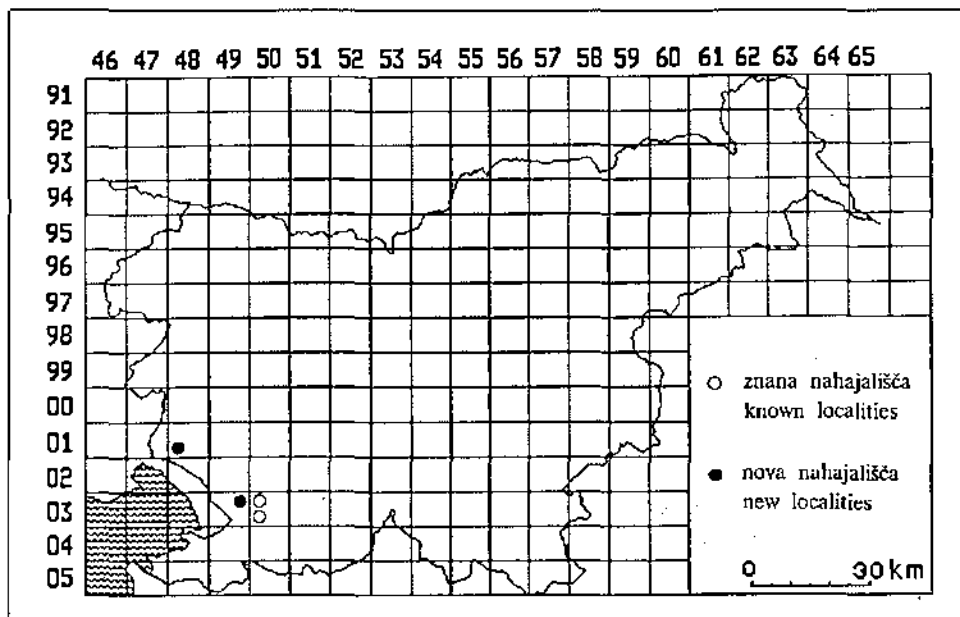 46 47 48 49 50 51 52 53 54 55 56 57 58 59 60 61 62 63 64 65
91
92
93
94
95
96
97
98
99
00
01
02
03
04
05
znana nahajališča
known localities
nova nahajališča
new localities
0 30 km